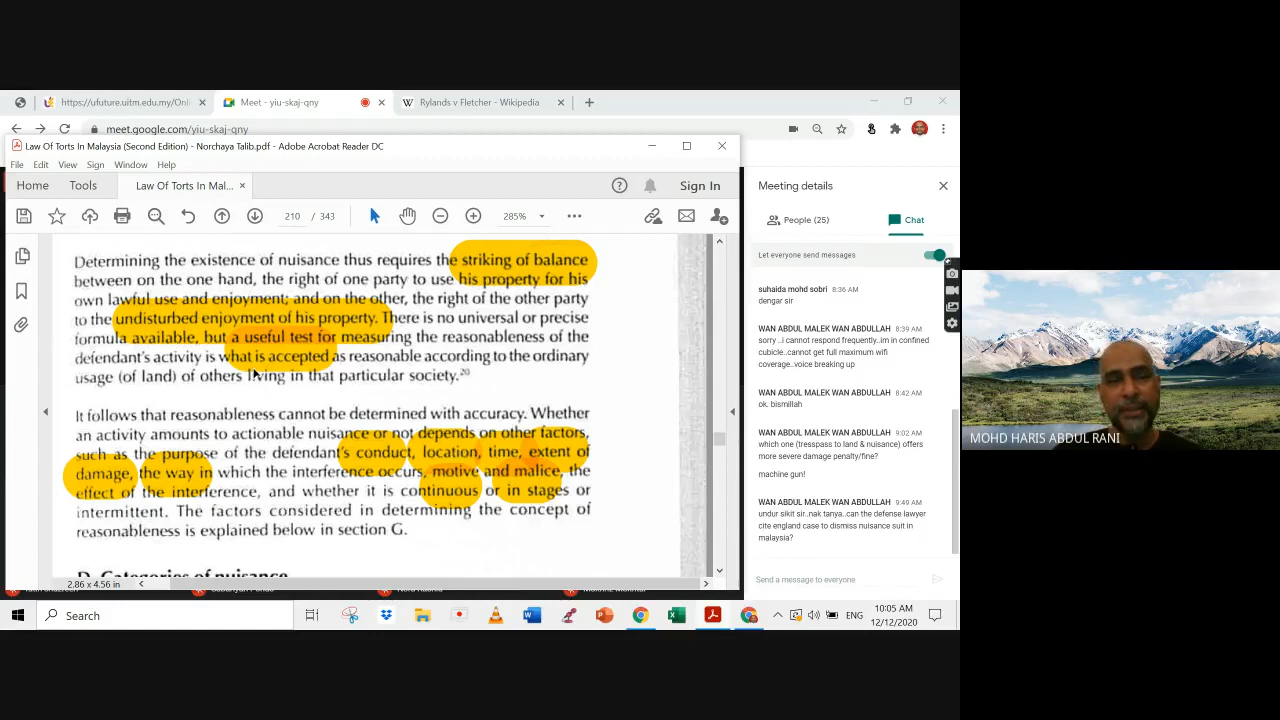 https://ufuture.uitm.edu.my/Onl
Meet - yiu-skaj-qny
Rylands v Fletcher - Wikipedia
meet.google.com/yiu-skaj-qny
Law Of Torts In Malaysia (Second Edition) - Norchaya Talib.pdf - Adobe Acrobat Reader DC
File Edit View Sign Window Help
Home Tools Law Of Torts In Mal... Sign In
210 / 343 285%
Determining the existence of nuisance thus requires the striking of balance
between on the one hand, the right of one party to use his property for his
own lawful use and enjoyment; and on the other, the right of the other party
to the undisturbed enjoyment of his property. There is no universal or precise
formula available, but a useful test for measuring the reasonableness of the
defendant's activity is what is accepted as reasonable according to the ordinary
usage (of land) of others living in that particular society.20
It follows that reasonableness cannot be determined with accuracy. Whether
an activity amounts to actionable nuisance or not depends on other factors,
such as the purpose of the defendant's conduct, location, time, extent of
damage, the way in which the interference occurs, motive and malice, the
effect of the interference, and whether it is continuous or in stages or
intermittent. The factors considered in determining the concept of
reasonableness is explained below in section G.
D. Categories of nuisance
2.86 x 4.56 in
Meeting details
People (25) Chat
Let everyone send messages
suhaida mohd sobri 8:36 AM
dengar sir
WAN ABDUL MALEK WAN ABDULLAH 8:39 AM
sorry ..i cannot respond frequently..im in confined
cubicle..cannot get full maximum wifi
coverage..voice breaking up
WAN ABDUL MALEK WAN ABDULLAH 8:42 AM
ok. bismillah
WAN ABDUL MALEK WAN ABDULLAH 9:02 AM
which one (tresspass to land & nuisance) offers
more severe damage penalty/fine?
machine gun!
WAN ABDUL MALEK WAN ABDULLAH 9:49 AM
undur sikit sir..nak tanya..can the defense lawyer
cite england case to dismiss nuisance suit in
malaysia?
Send a message to everyone
MOHD HARIS ABDUL RANI
Search
ENG
10:05 AM
12/12/2020